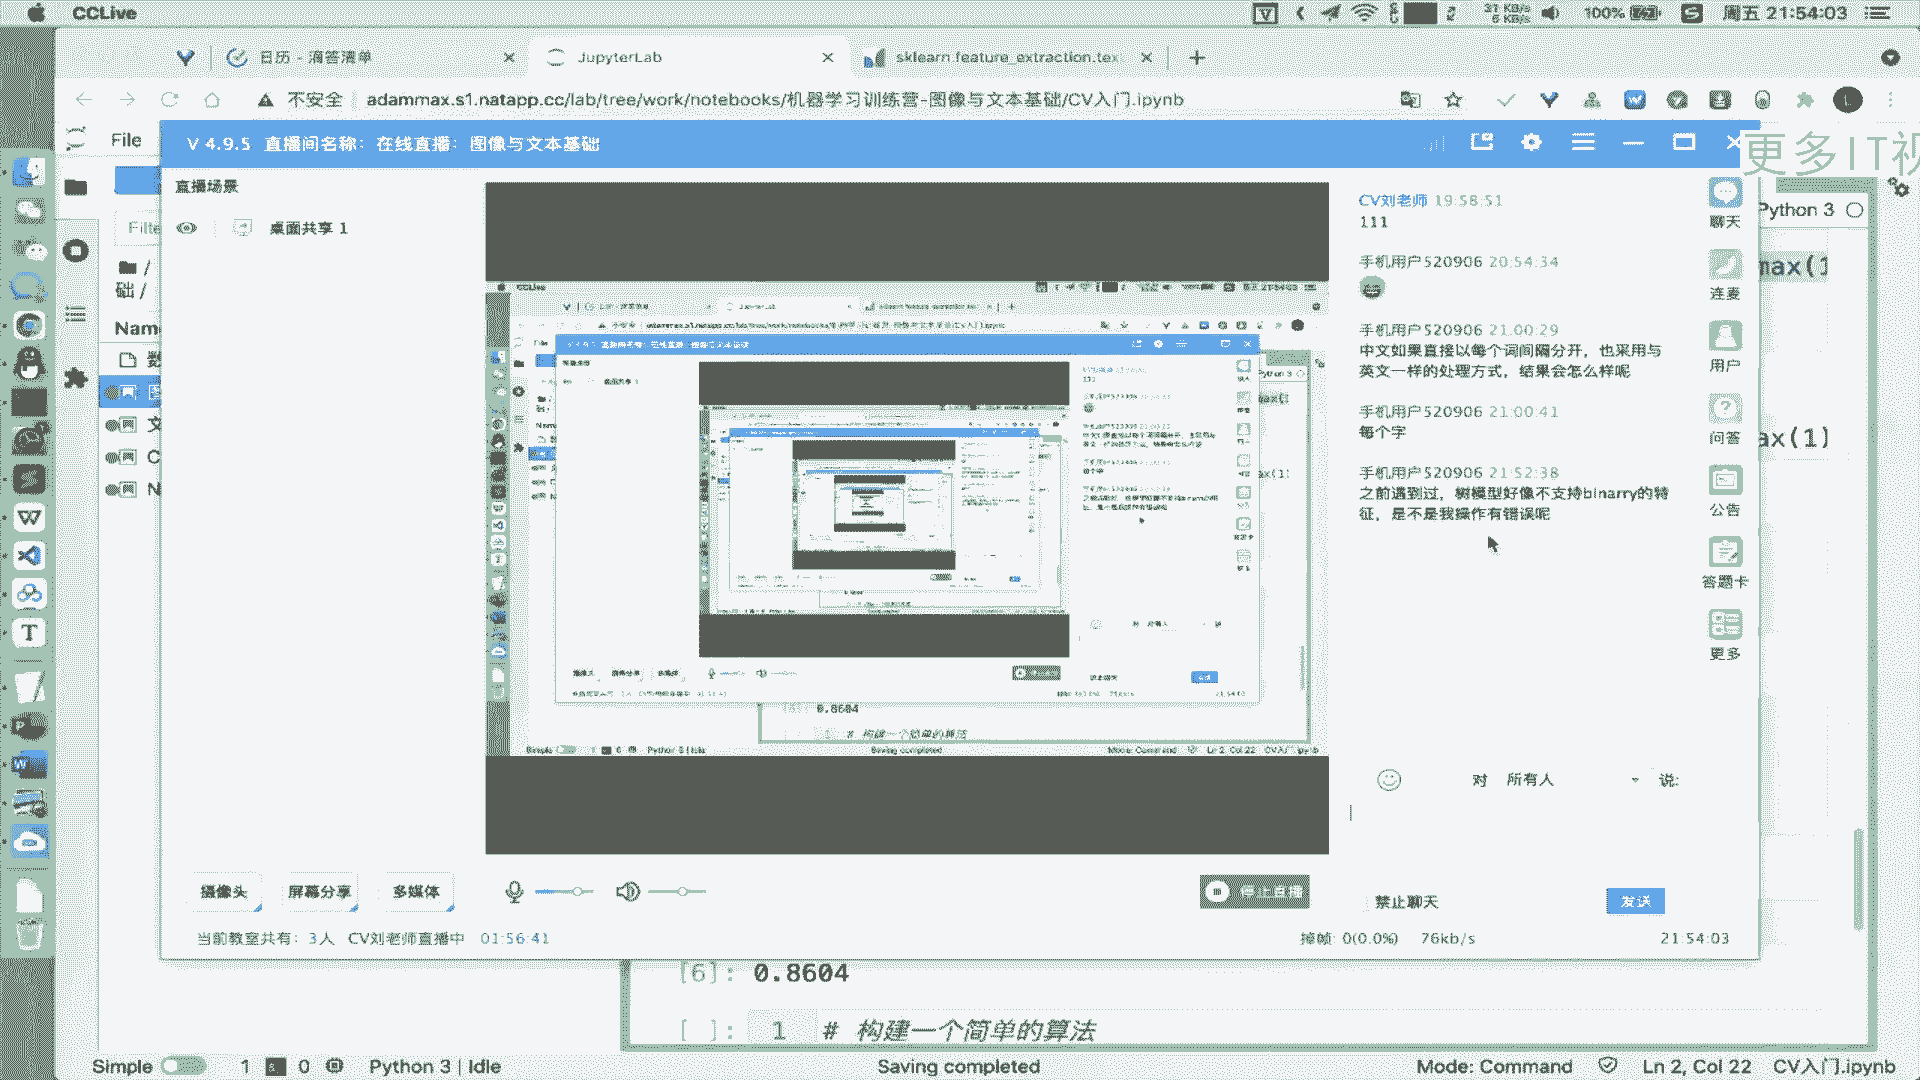 CCLive
31 KB/s
6 KB/s
100%
周五 21:54:03
日历 - 滴答清单
JupyterLab
sklearn.feature_extraction.tex
不安全
adammax.s1.natapp.cc/lab/tree/work/notebooks/机器学习训练营-图像与文本基础/CV入门.ipynb
File
V 4.9.5 直播间名称：在线直播：图像与文本基础
更多IT视
直播场景
桌面共享 1
Filte
础 /
Name
Python 3
max(1
ax(1)
CV刘老师 19:58:51
111
手机用户520906 20:54:34
手机用户520906 21:00:29
中文如果直接以每个词间隔分开，也采用与
英文一样的处理方式，结果会怎么样呢
手机用户520906 21:00:41
每个字
手机用户520906 21:52:38
之前遇到过，树模型好像不支持binarry的特
征，是不是我操作有错误呢
聊天
连麦
用户
问答
公告
答题卡
更多
对 所有人 说:
摄像头
屏幕分享
多媒体
停止直播
禁止聊天
发送
当前教室共有：3人 CV刘老师直播中 01:56:41
掉帧: 0(0.0%) 76kb/s
21:54:03
[6]: 0.8604
[ ]: 1 # 构建一个简单的算法
Simple
1
0
Python 3 | Idle
Saving completed
Mode: Command
Ln 2, Col 22
CV入门.ipynb